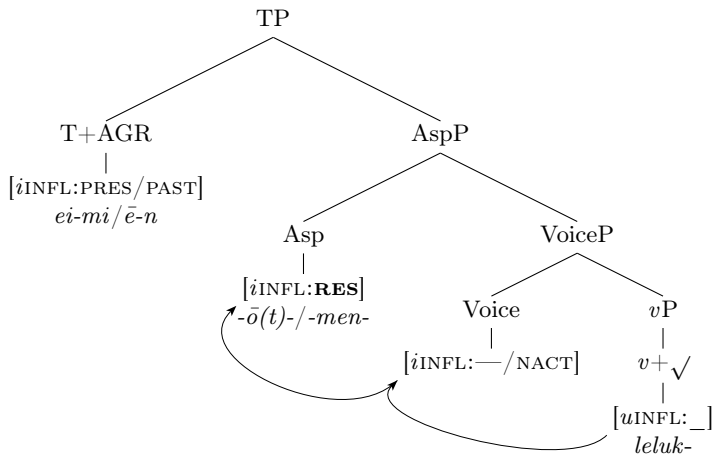 TP
T+AGR
AspP
[iINFL:PRES/PAST]
ei-mi/ē-n
Asp
VoiceP
[iINFL:RES]
-ō(t)-/-men-
Voice
vP
[iINFL:—/NACT]
v+√
[uINFL:_]
leluk-